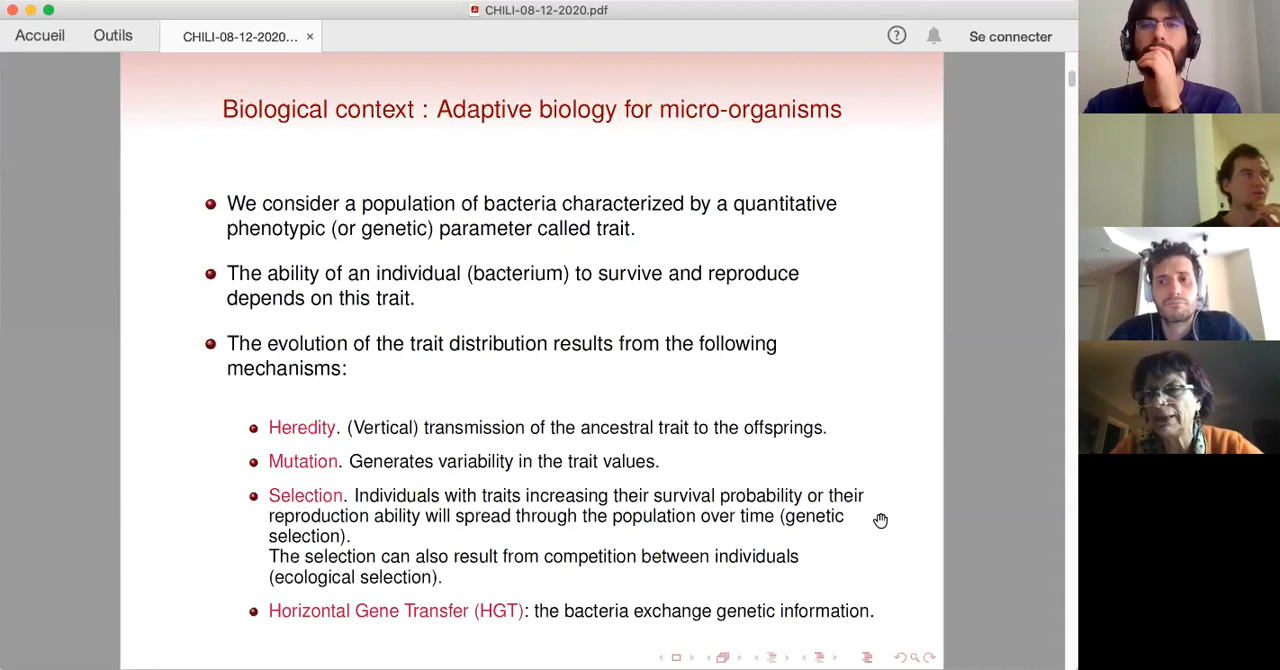 CHILI-08-12-2020.pdf
Accueil
Outils
CHILI-08-12-2020...
×
?
Se connecter
Biological context : Adaptive biology for micro-organisms
We consider a population of bacteria characterized by a quantitative
phenotypic (or genetic) parameter called trait.
The ability of an individual (bacterium) to survive and reproduce
depends on this trait.
The evolution of the trait distribution results from the following
mechanisms:
Heredity. (Vertical) transmission of the ancestral trait to the offsprings.
Mutation. Generates variability in the trait values.
Selection. Individuals with traits increasing their survival probability or their
reproduction ability will spread through the population over time (genetic
selection).
The selection can also result from competition between individuals
(ecological selection).
Horizontal Gene Transfer (HGT): the bacteria exchange genetic information.